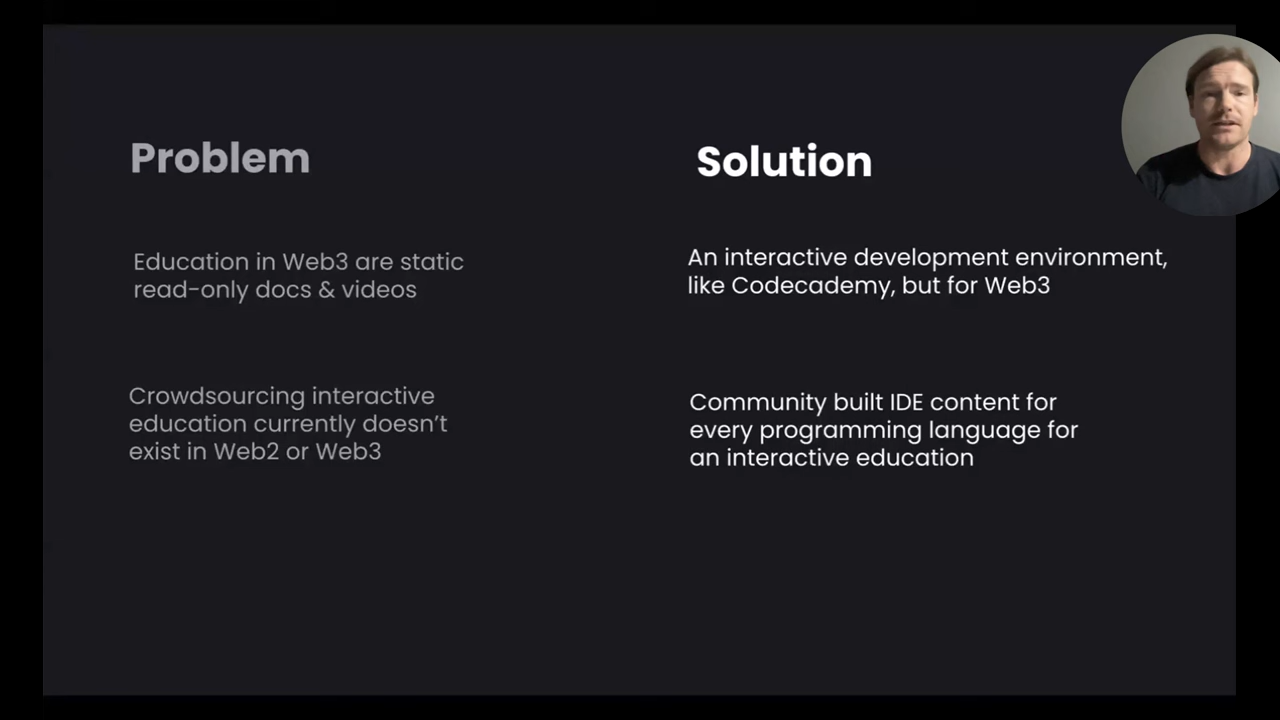 Problem
Education in Web3 are static
read-only docs & videos
Crowdsourcing interactive
education currently doesn’t
exist in Web2 or Web3
Solution
An interactive development environment,
like Codecademy, but for Web3
Community built IDE content for
every programming language for
an interactive education